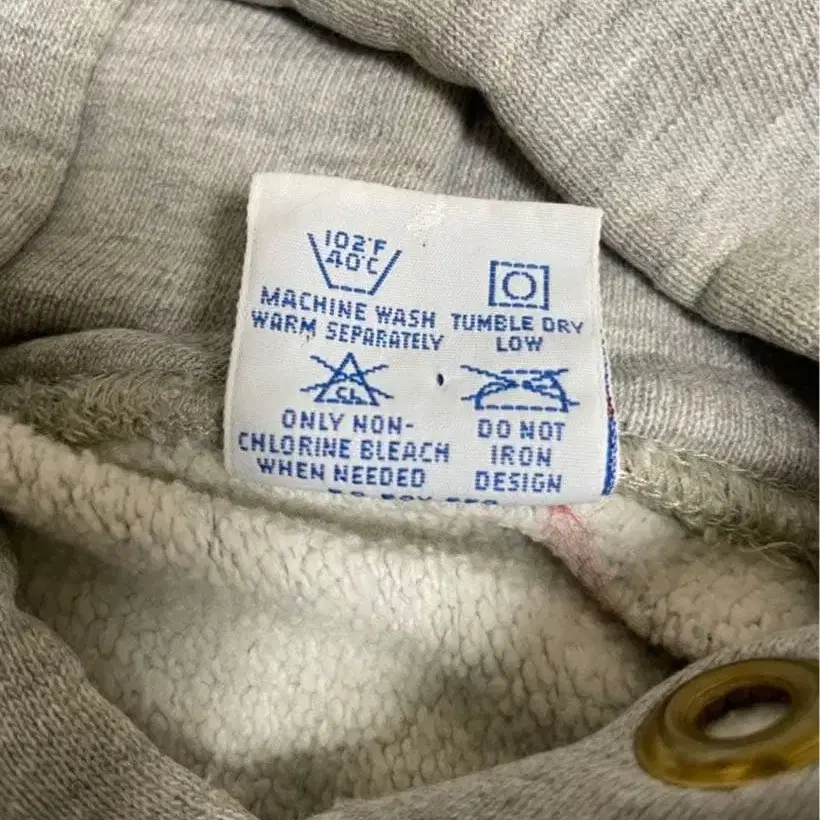 102°F
40°C
MACHINE WASH
WARM SEPARATELY
TUMBLE DRY
LOW
CL
ONLY NON-
CHLORINE BLEACH
WHEN NEEDED
DO NOT
IRON
DESIGN